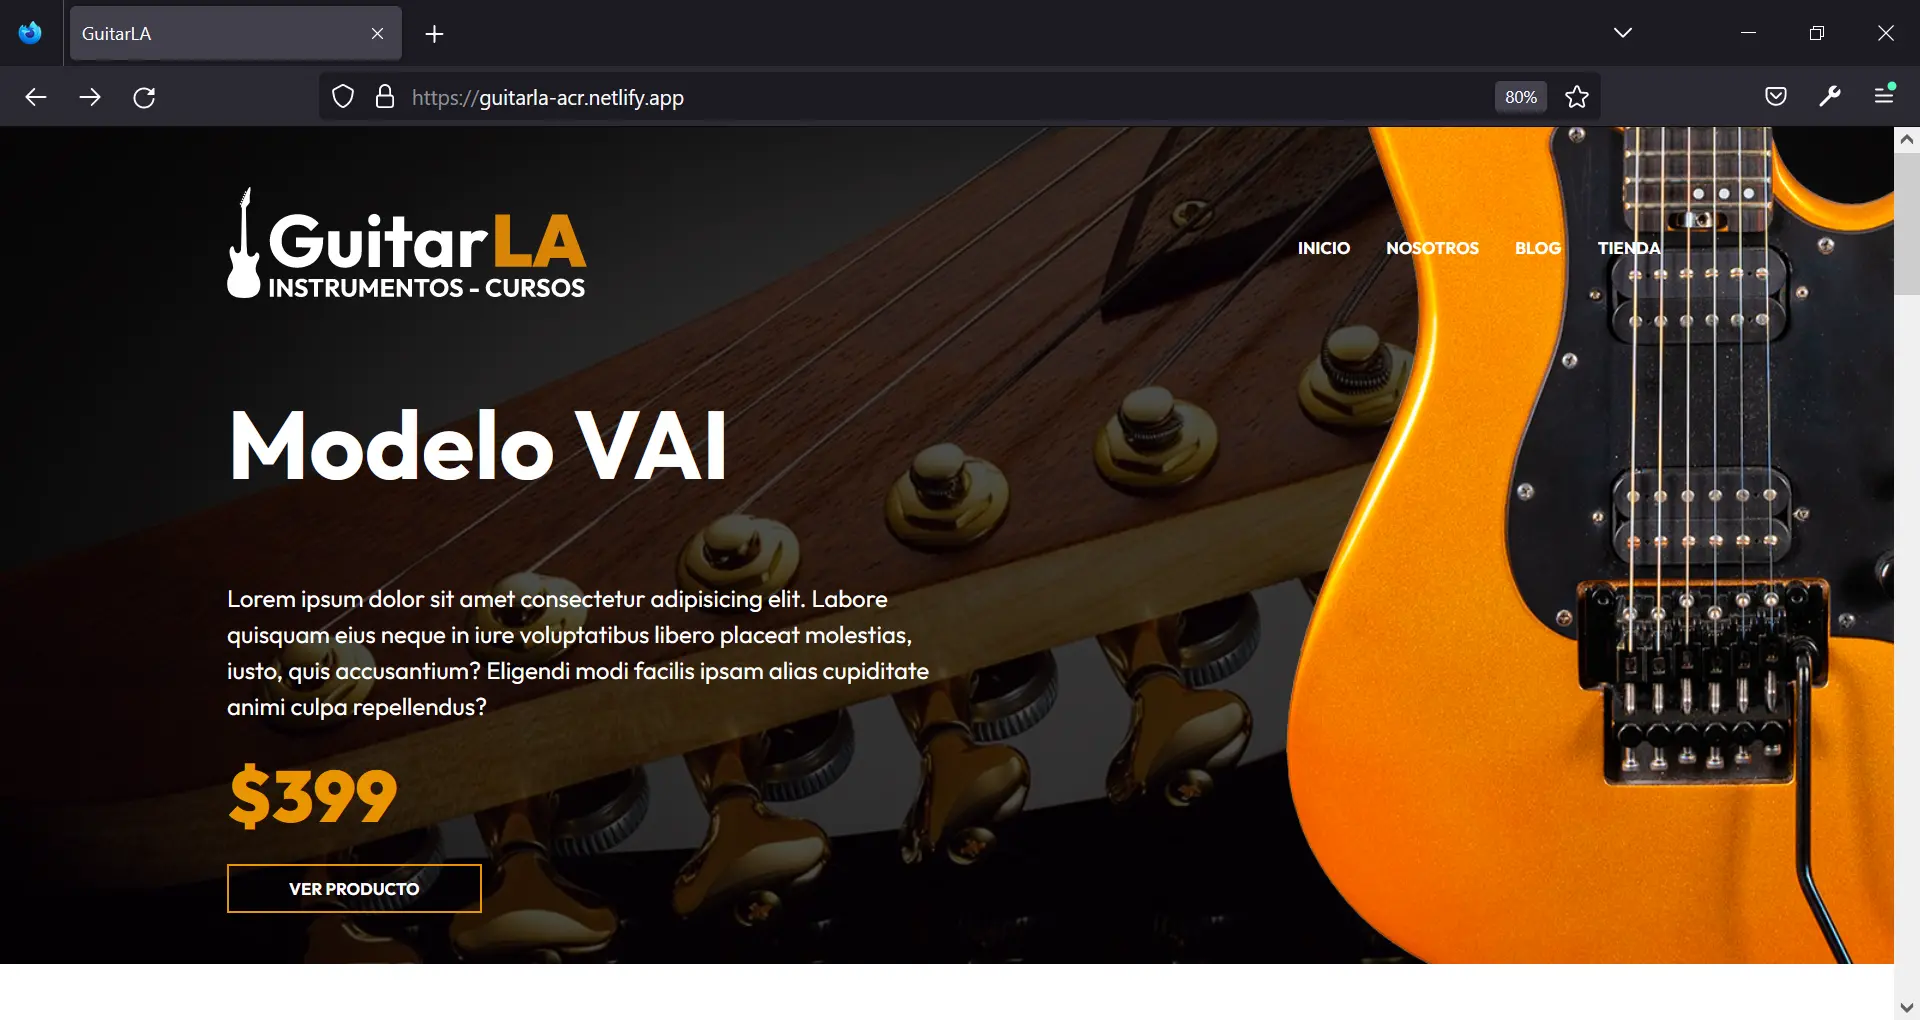 GuitarLA
https://guitarla-acr.netlify.app
80%
GuitarLA
INSTRUMENTOS - CURSOS
INICIO NOSOTROS BLOG TIENDA
Modelo VAI
Lorem ipsum dolor sit amet consectetur adipisicing elit. Labore
quisquam eius neque in iure voluptatibus libero placeat molestias,
iusto, quis accusantium? Eligendi modi facilis ipsam alias cupiditate
animi culpa repellendus?
$399
VER PRODUCTO